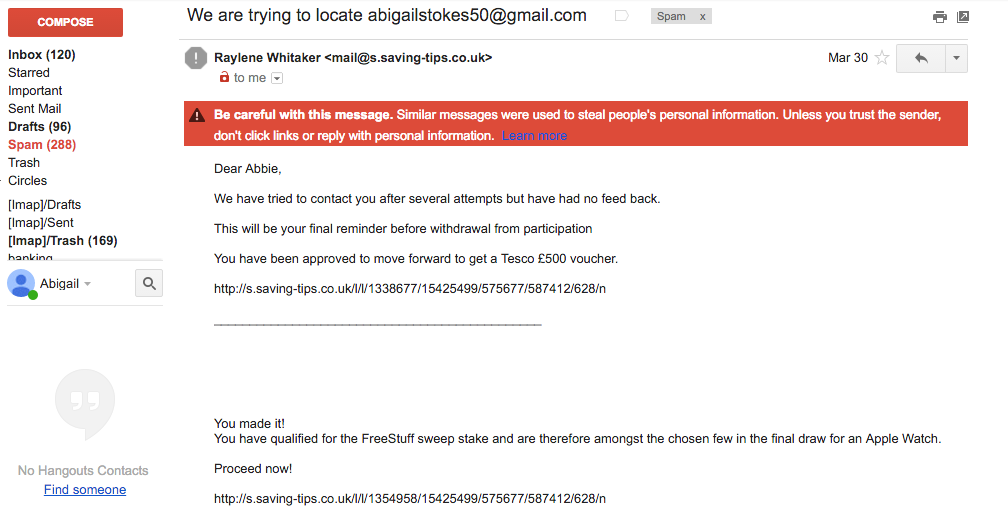 COMPOSE
Inbox (120)
Starred
Important
Sent Mail
Drafts (96)
Spam (288)
Trash
Circles
[Imap]/Drafts
[Imap]/Sent
[Imap]/Trash (169)
banking
Abigail
No Hangouts Contacts
Find someone
We are trying to locate abigailstokes50@gmail.com
Spam x
Raylene Whitaker <mail@s.saving-tips.co.uk>
Mar 30
to me
Be careful with this message. Similar messages were used to steal people's personal information. Unless you trust the sender,
don't click links or reply with personal information. Learn more
Dear Abbie,
We have tried to contact you after several attempts but have had no feed back.
This will be your final reminder before withdrawal from participation
You have been approved to move forward to get a Tesco £500 voucher.
http://s.saving-tips.co.uk/l/l/1338677/15425499/575677/587412/628/n
______________________________________________
You made it!
You have qualified for the FreeStuff sweep stake and are therefore amongst the chosen few in the final draw for an Apple Watch.
Proceed now!
http://s.saving-tips.co.uk/l/l/1354958/15425499/575677/587412/628/n